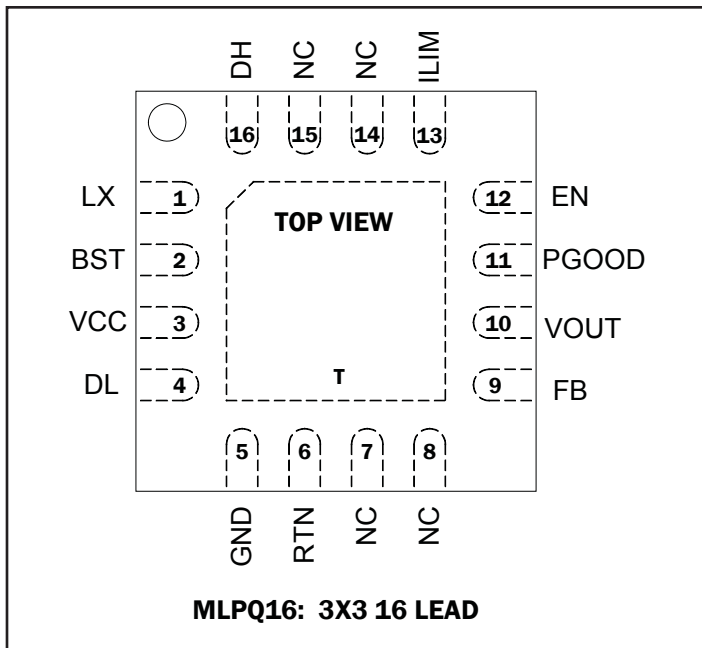 DH NC NC ILIM
16 15 14 13
LX 1 12 EN
TOP VIEW
BST 2 11 PGOOD
VCC 3 10 VOUT
DL 4 T 9 FB
5 6 7 8
GND RTN NC NC
MLPQ16: 3X3 16 LEAD